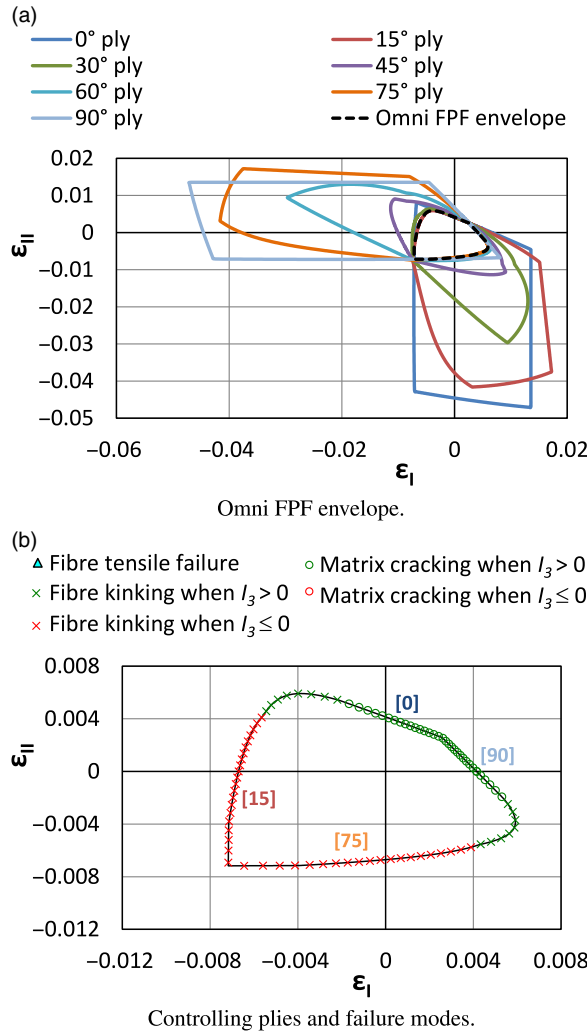 (a)
0° ply 15° ply
30° ply 45° ply
60° ply 75° ply
90° ply Omni FPF envelope
0.02
0.01
0
−0.01
−0.02
−0.03
−0.04
−0.05
εII
−0.06 −0.04 −0.02 0 0.02
εI
Omni FPF envelope.
(b)
Fibre tensile failure Matrix cracking when I3 > 0
Fibre kinking when I3 > 0 Matrix cracking when I3 ≤ 0
Fibre kinking when I3 ≤ 0
0.008
0.004
0
−0.004
−0.008
−0.012
εII
[0]
[90]
[15]
[75]
−0.012 −0.008 −0.004 0 0.004 0.008
εI
Controlling plies and failure modes.